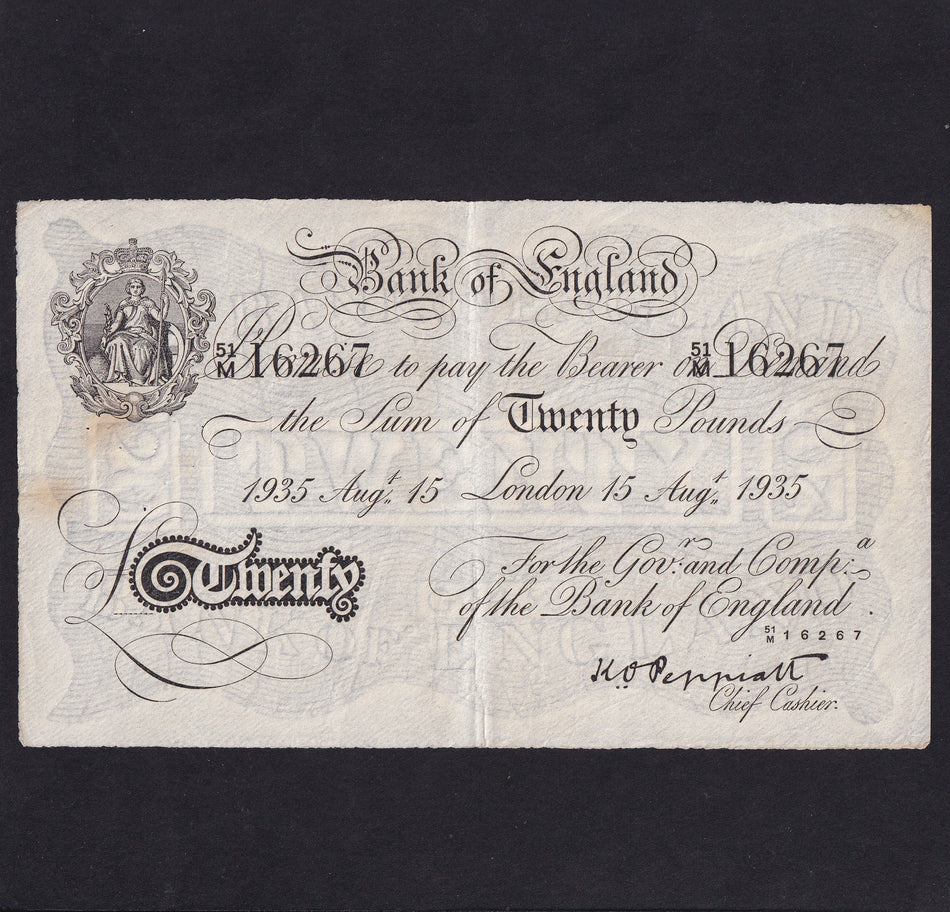 Bank of England
51/M 16267 51/M 16267
I Promise to pay the Bearer on Demand
the Sum of Twenty Pounds
1935 Augt. 15 London 15 Augt. 1935
For the Govr. and Compa.
£Twenty
of the Bank of England.
51/M 16267
K.O. Peppiatt
Chief Cashier.